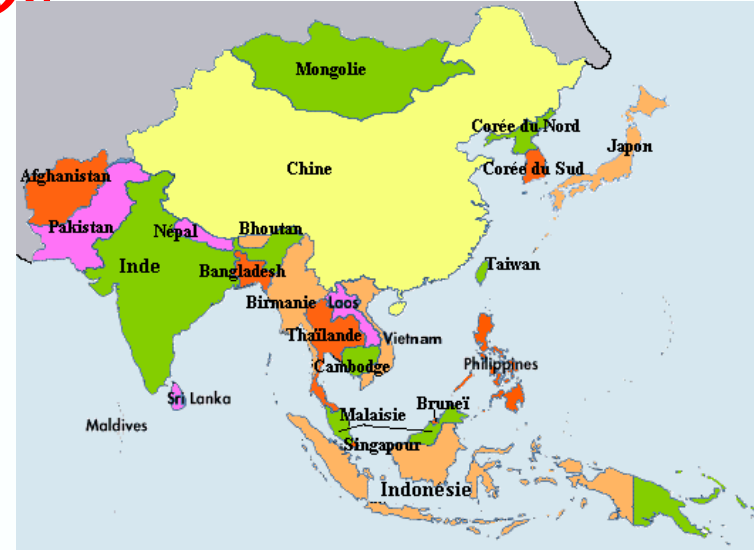 Mongolie
Corée du Nord
Japon
Chine
Corée du Sud
Afghanistan
Pakistan
Népal
Bhoutan
Inde
Bangladesh
Taiwan
Birmanie
Laos
Thaïlande
Vietnam
Cambodge
Philippines
Sri Lanka
Bruneï
Malaisie
Maldives
Singapour
Indonésie